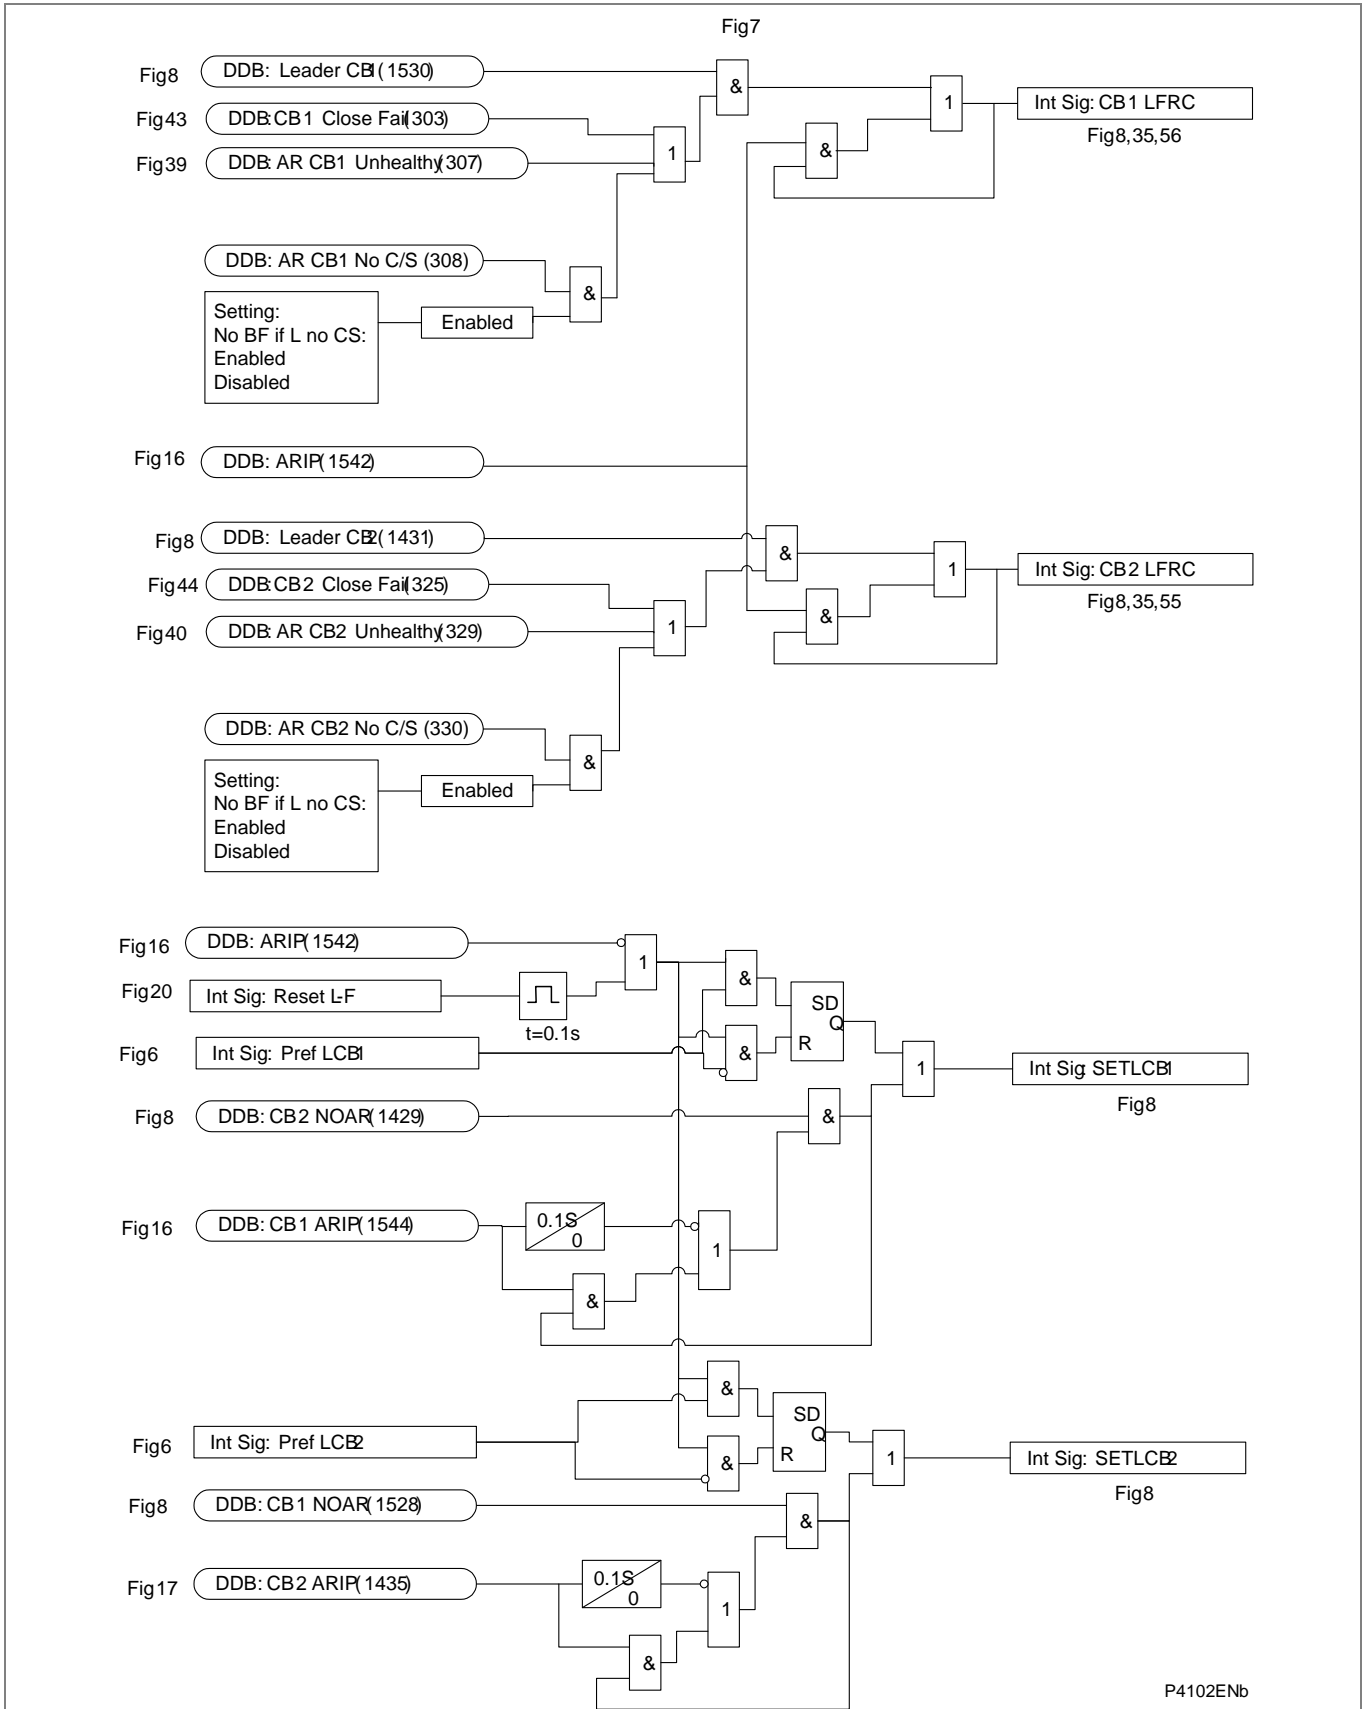 Fig7
Fig8 DDB: Leader CB1(1530)
&
1
Int Sig: CB1 LFRC
Fig43 DDB:CB1 Close Fail(303)
Fig8,35,56
1
&
Fig39 DDB: AR CB1 Unhealthy(307)
DDB: AR CB1 No C/S (308)
&
Setting:
No BF if L no CS:
Enabled
Disabled
Enabled
Fig16 DDB: ARIP(1542)
Fig8 DDB: Leader CB2(1431)
&
1
Int Sig: CB2 LFRC
Fig44 DDB:CB2 Close Fail(325)
Fig8,35,55
Fig40 DDB: AR CB2 Unhealthy(329)
1
&
DDB: AR CB2 No C/S (330)
&
Setting:
No BF if L no CS:
Enabled
Disabled
Enabled
Fig16 DDB: ARIP(1542)
1
&
Fig20 Int Sig: Reset L-F
t=0.1s
SD
Q
R
Fig6 Int Sig: Pref LCB1
&
1
Int Sig: SETLCB1
Fig8
Fig8 DDB: CB2 NOAR(1429)
&
Fig16 DDB: CB1 ARIP(1544)
0.1S
0
1
&
&
Fig6 Int Sig: Pref LCB2
SD
Q
R
&
1
Int Sig: SETLCB2
Fig8
Fig8 DDB: CB1 NOAR(1528)
&
Fig17 DDB: CB2 ARIP(1435)
0.1S
0
1
&
P4102ENb